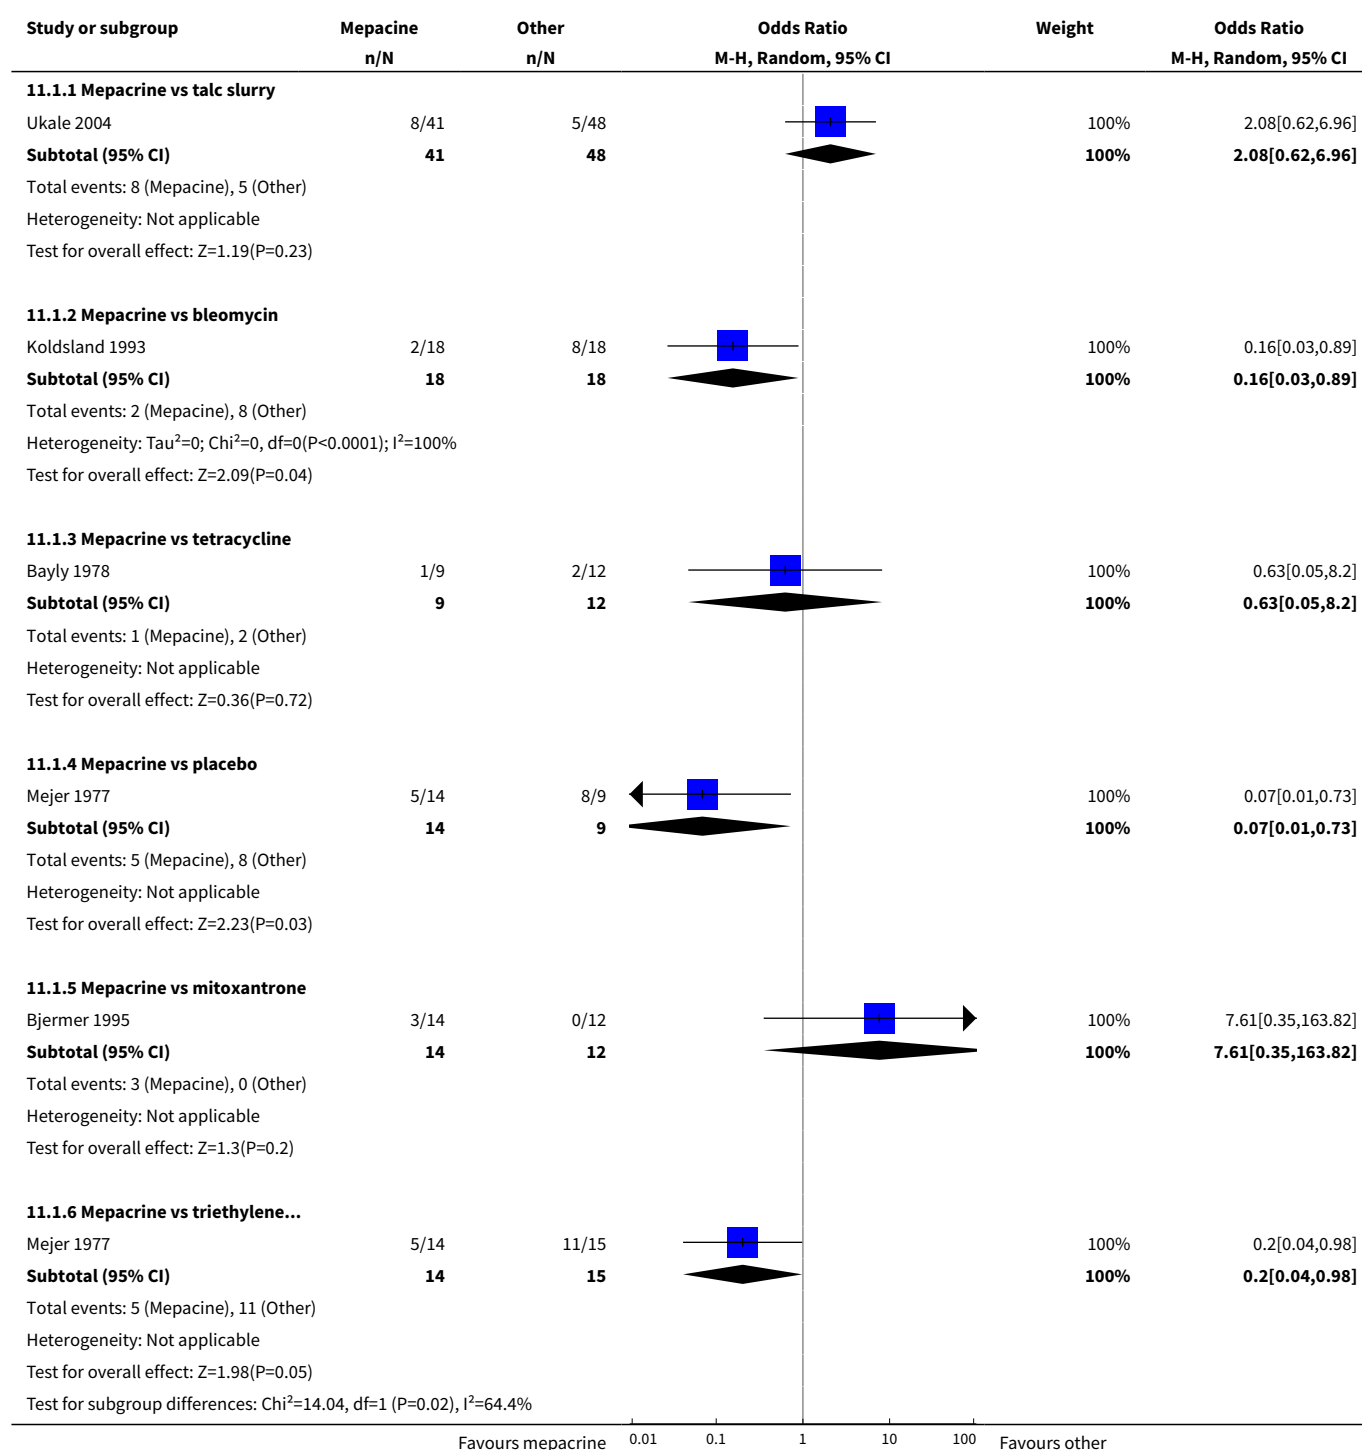 Study or subgroup Mepacine Other Odds Ratio Weight Odds Ratio
n/N n/N M-H, Random, 95% CI M-H, Random, 95% CI
11.1.1 Mepacrine vs talc slurry
Ukale 2004 8/41 5/48 100% 2.08[0.62,6.96]
Subtotal (95% CI) 41 48 100% 2.08[0.62,6.96]
Total events: 8 (Mepacine), 5 (Other)
Heterogeneity: Not applicable
Test for overall effect: Z=1.19(P=0.23)
11.1.2 Mepacrine vs bleomycin
Koldsland 1993 2/18 8/18 100% 0.16[0.03,0.89]
Subtotal (95% CI) 18 18 100% 0.16[0.03,0.89]
Total events: 2 (Mepacine), 8 (Other)
Heterogeneity: Tau²=0; Chi²=0, df=0(P<0.0001); I²=100%
Test for overall effect: Z=2.09(P=0.04)
11.1.3 Mepacrine vs tetracycline
Bayly 1978 1/9 2/12 100% 0.63[0.05,8.2]
Subtotal (95% CI) 9 12 100% 0.63[0.05,8.2]
Total events: 1 (Mepacine), 2 (Other)
Heterogeneity: Not applicable
Test for overall effect: Z=0.36(P=0.72)
11.1.4 Mepacrine vs placebo
Mejer 1977 5/14 8/9 100% 0.07[0.01,0.73]
Subtotal (95% CI) 14 9 100% 0.07[0.01,0.73]
Total events: 5 (Mepacine), 8 (Other)
Heterogeneity: Not applicable
Test for overall effect: Z=2.23(P=0.03)
11.1.5 Mepacrine vs mitoxantrone
Bjermer 1995 3/14 0/12 100% 7.61[0.35,163.82]
Subtotal (95% CI) 14 12 100% 7.61[0.35,163.82]
Total events: 3 (Mepacine), 0 (Other)
Heterogeneity: Not applicable
Test for overall effect: Z=1.3(P=0.2)
11.1.6 Mepacrine vs triethylene...
Mejer 1977 5/14 11/15 100% 0.2[0.04,0.98]
Subtotal (95% CI) 14 15 100% 0.2[0.04,0.98]
Total events: 5 (Mepacine), 11 (Other)
Heterogeneity: Not applicable
Test for overall effect: Z=1.98(P=0.05)
Test for subgroup differences: Chi²=14.04, df=1 (P=0.02), I²=64.4%
Favours mepacrine 0.01 0.1 1 10 100 Favours other